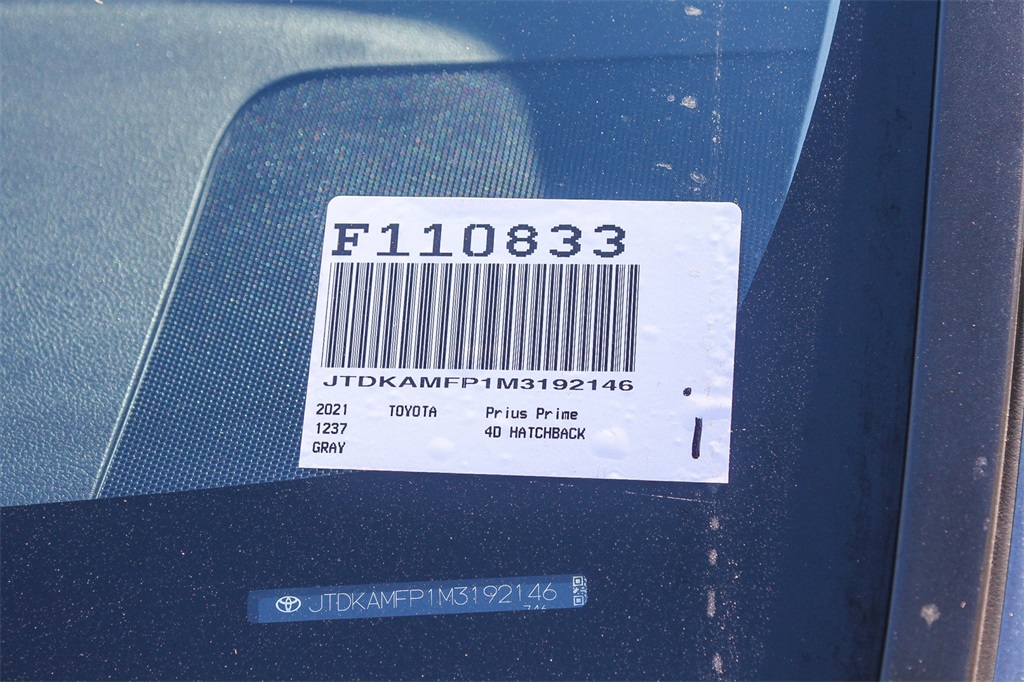 F110833
JTDKAMFP1M3192146
2021 TOYOTA Prius Prime
1237 4D HATCHBACK
GRAY
JTDKAMFP1M3192146